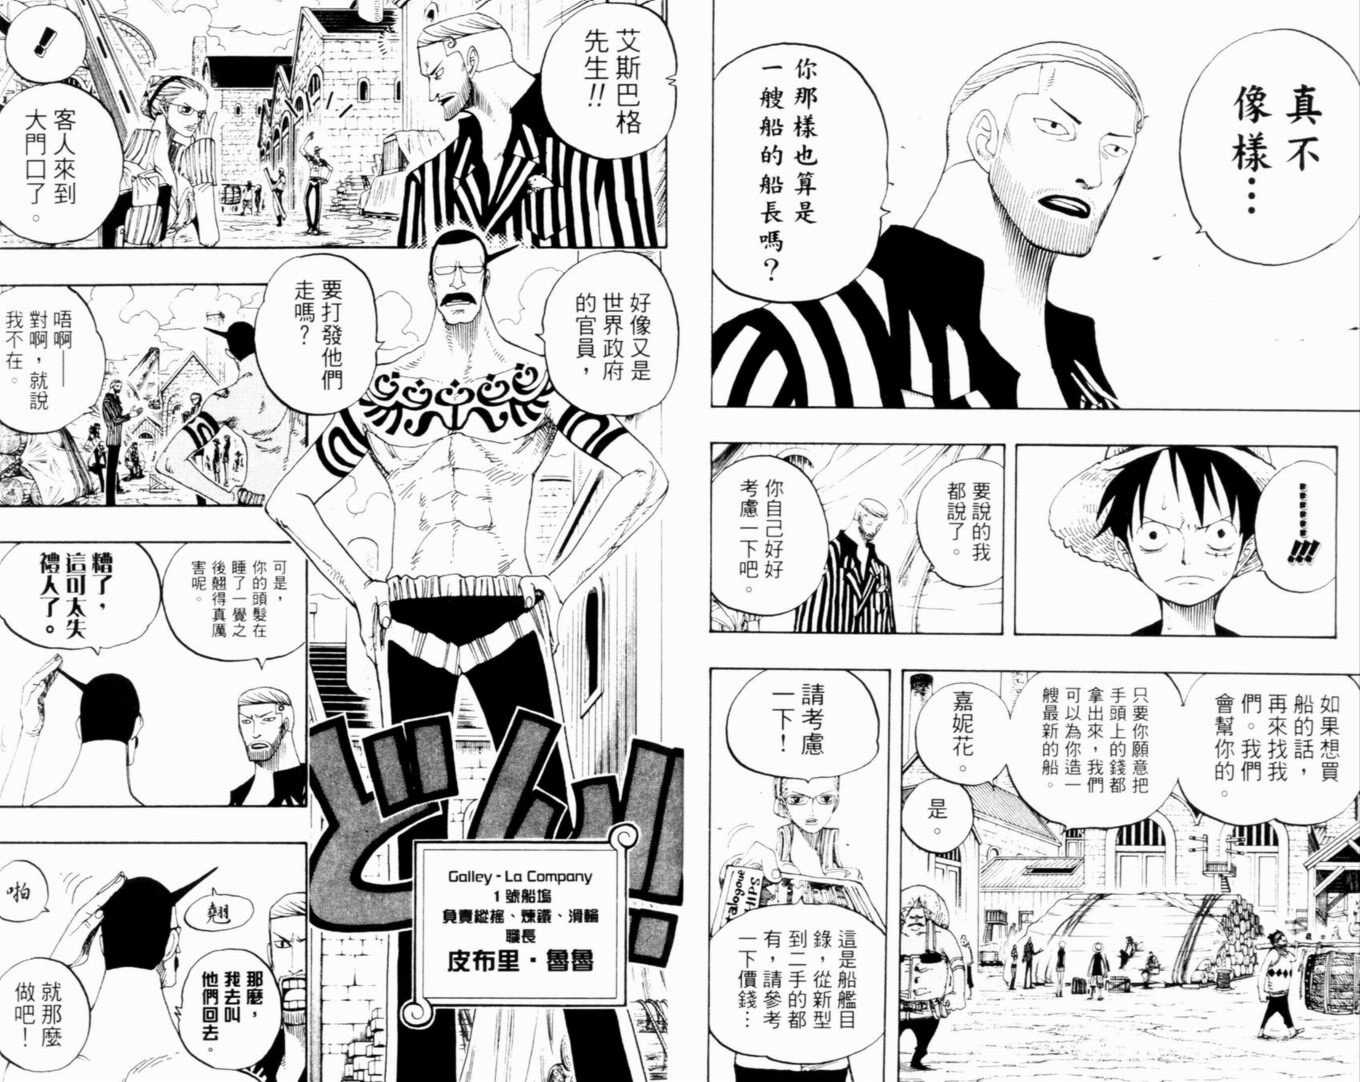 真不
像樣…
你那樣也算是
一艘船的船長嗎？
………!!!
要說的我
都說了。
你自己好好
考慮一下吧。
如果想買
船的話，
再來找我
們。我們
會幫你的。
只要你願意把
手頭上的錢都
拿出來，我們
可以為你造一
艘最新的船。
嘉妮花。
是。
請考慮
一下！
這是船艦目
錄，從新型
到二手的都
有，請參考
一下價錢…
艾斯巴格
先生!!
！
客人來到
大門口了。
好像又是
世界政府
的官員，
要打發他們
走嗎？
唔啊——
對啊，就說
我不在。
可是，
你的頭髮在
睡了一覺之
後翹得真厲
害呢。
糟了，
這可太失
禮人了。
どん!!
Galley-La Company
1號船塢
負責縱搖、煉鐵、滑輪
職長
皮布里·魯魯
啪
翹
那麼，
我去叫
他們回去。
就那麼
做吧！